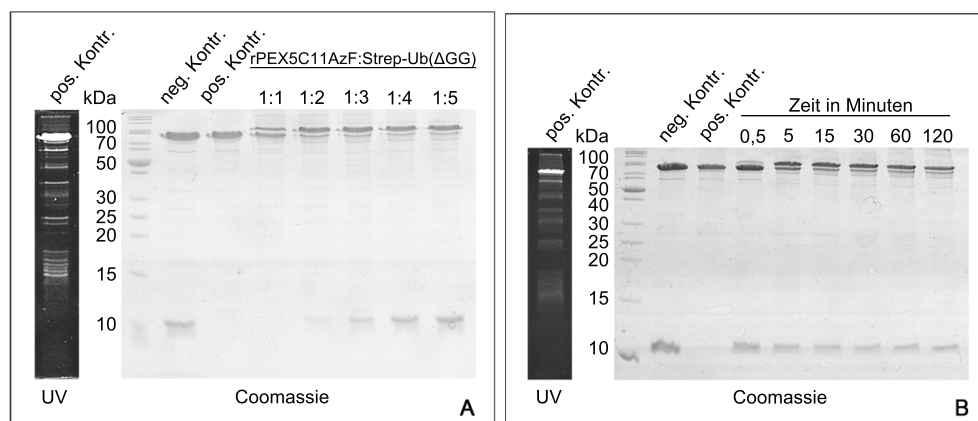 pos. Kontr.
kDa
neg. Kontr.
pos. Kontr.
rPEX5C11AzF:Strep-Ub(ΔGG)
1:1 1:2 1:3 1:4 1:5
100
70
50
30
25
20
15
10
UV
Coomassie
A
pos. Kontr.
kDa
neg. Kontr.
pos. Kontr.
Zeit in Minuten
0,5 5 15 30 60 120
100
70
50
40
30
25
20
15
10
UV
Coomassie
B